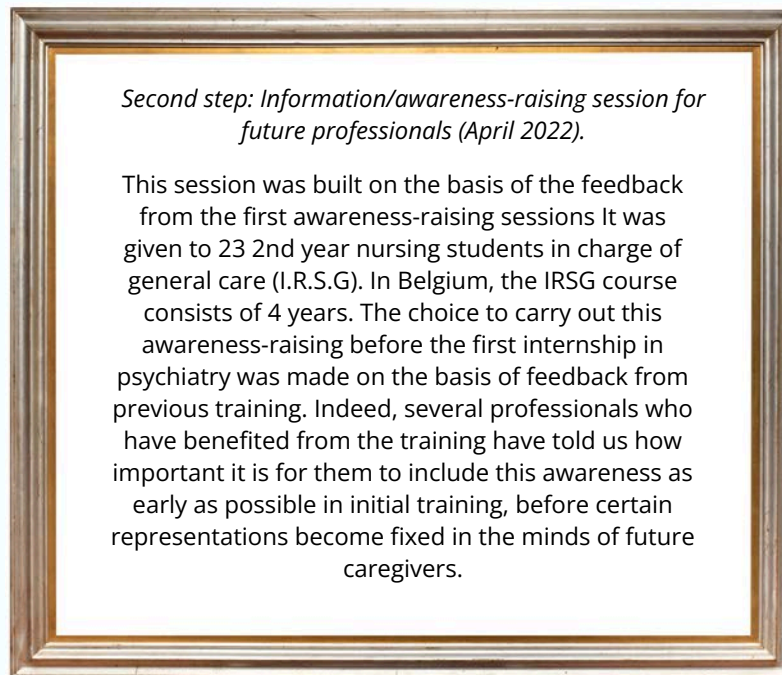 Second step: Information/awareness-raising session for
future professionals (April 2022).
This session was built on the basis of the feedback
from the first awareness-raising sessions It was
given to 23 2nd year nursing students in charge of
general care (I.R.S.G). In Belgium, the IRSG course
consists of 4 years. The choice to carry out this
awareness-raising before the first internship in
psychiatry was made on the basis of feedback from
previous training. Indeed, several professionals who
have benefited from the training have told us how
important it is for them to include this awareness as
early as possible in initial training, before certain
representations become fixed in the minds of future
caregivers.